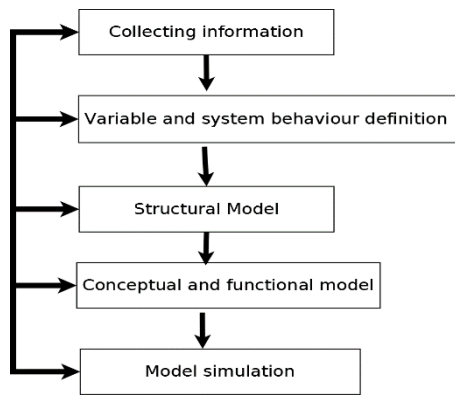 Collecting information
Variable and system behaviour definition
Structural Model
Conceptual and functional model
Model simulation